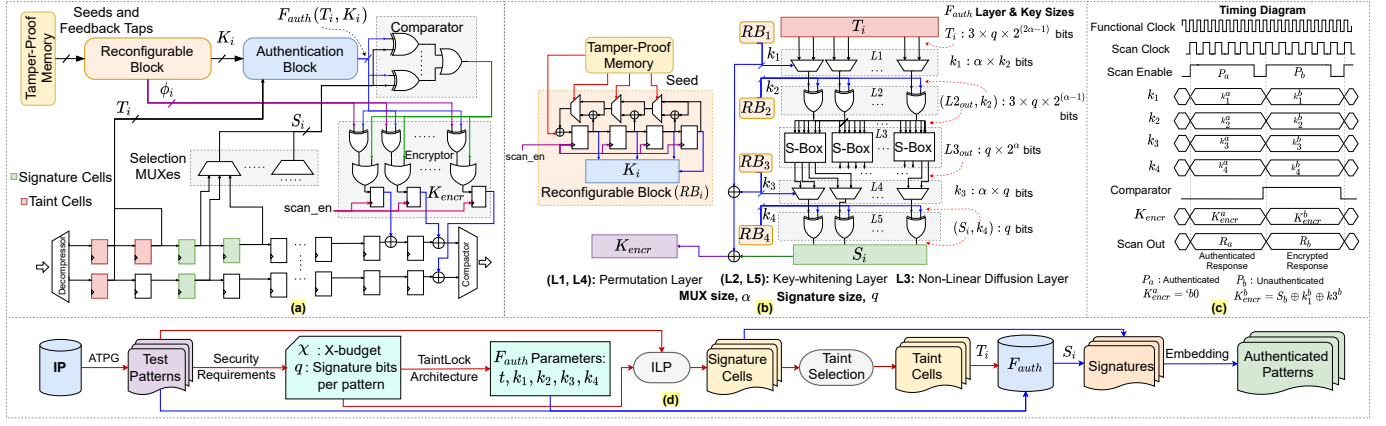 (a)
Seeds and
Feedback Taps
Tamper-Proof
Memory
Reconfigurable
Block
K_i
Authentication
Block
F_auth(T_i, K_i)
Comparator
ϕ_i
T_i
S_i
Selection
MUXes
Encryptor
K_encr
scan_en
Signature Cells
Taint Cells
Decompressor
Compactor
Tamper-Proof
Memory
Seed
scan_en
K_i
Reconfigurable Block (RB_i)
RB_1
k_1
k_2
RB_2
RB_3
k_3
k_4
RB_4
T_i
L1
L2
L3
S-Box
S-Box
S-Box
L4
L5
S_i
K_encr
F_auth Layer & Key Sizes
T_i : 3 × q × 2^(2α−1)
bits
k_1 : α × k_2 bits
(L2_out, k_2) : 3 × q × 2^(α−1)
bits
L3_out : q × 2^α bits
k_3 : α × q bits
(S_i, k_4) : q bits
(L1, L4): Permutation Layer (L2, L5): Key-whitening Layer L3: Non-Linear Diffusion Layer
MUX size, α Signature size, q
(b)
Timing Diagram
Functional Clock
Scan Clock
Scan Enable
P_a
P_b
k_1
k_1^a
k_1^b
k_2
k_2^a
k_2^b
k_3
k_3^a
k_3^b
k_4
k_4^a
k_4^b
Comparator
K_encr
K_encr^a
K_encr^b
Scan Out
R_a
R_b
Authenticated
Response
Encrypted
Response
P_a : Authenticated
P_b : Unauthenticated
K_encr^a = ‘b0
K_encr^b = S_b ⊕ k_1^b ⊕ k3^b
(c)
IP
ATPG
Test
Patterns
Security
Requirements
χ : X-budget
q : Signature bits
per pattern
TaintLock
Architecture
F_auth Parameters:
t, k_1, k_2, k_3, k_4
ILP
Signature
Cells
Taint
Selection
Taint
Cells
T_i
F_auth
S_i
Signatures
Embedding
Authenticated
Patterns
(d)